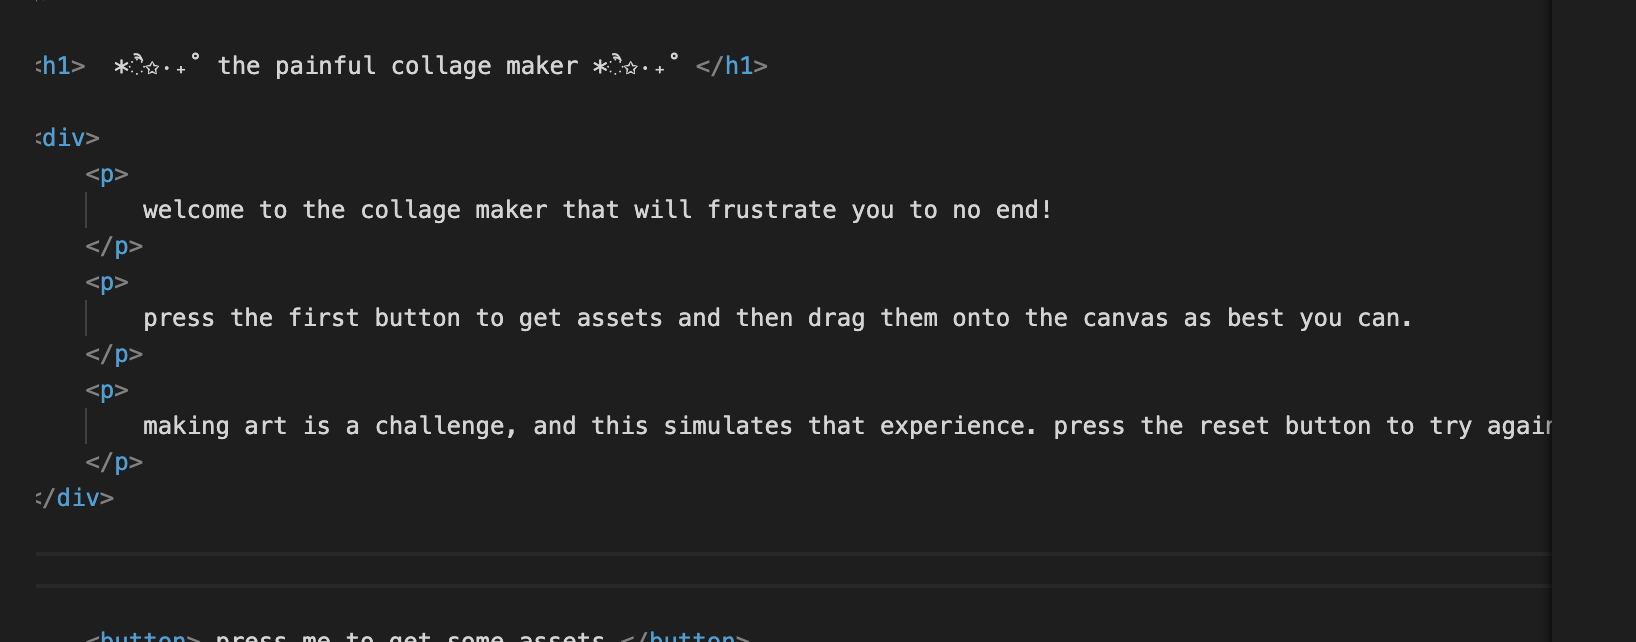 <h1>  ∗ੈ✩‧₊˚ the painful collage maker ∗ੈ✩‧₊˚ </h1>
<div>
<p>
welcome to the collage maker that will frustrate you to no end!
</p>
<p>
press the first button to get assets and then drag them onto the canvas as best you can.
</p>
<p>
making art is a challenge, and this simulates that experience. press the reset button to try again
</p>
</div>
<button> press me to get some assets </button>